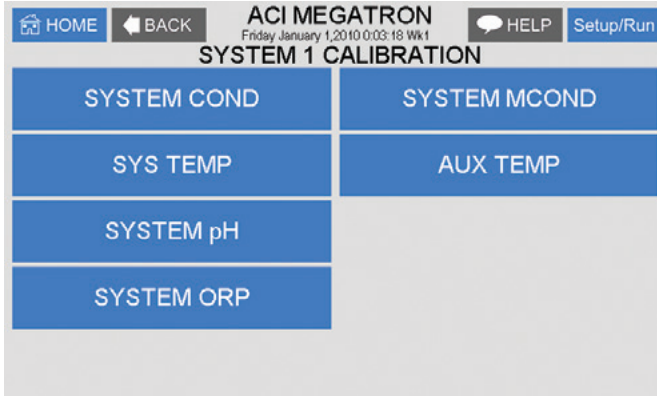 HOME BACK ACI MEGATRON HELP Setup/Run
Friday January 1,2010 0:03:18 Wk1
SYSTEM 1 CALIBRATION
SYSTEM COND SYSTEM MCOND
SYS TEMP AUX TEMP
SYSTEM pH
SYSTEM ORP